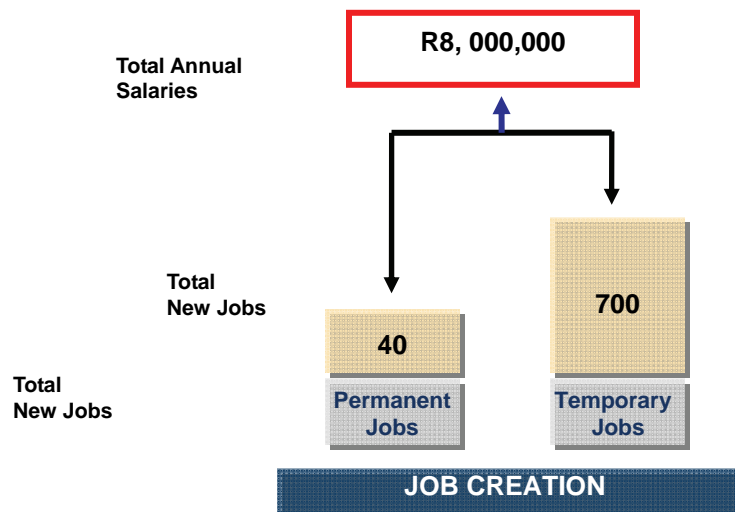 R8, 000,000
Total Annual
Salaries
Total
New Jobs
700
40
Total
New Jobs
Permanent
Jobs
Temporary
Jobs
JOB CREATION